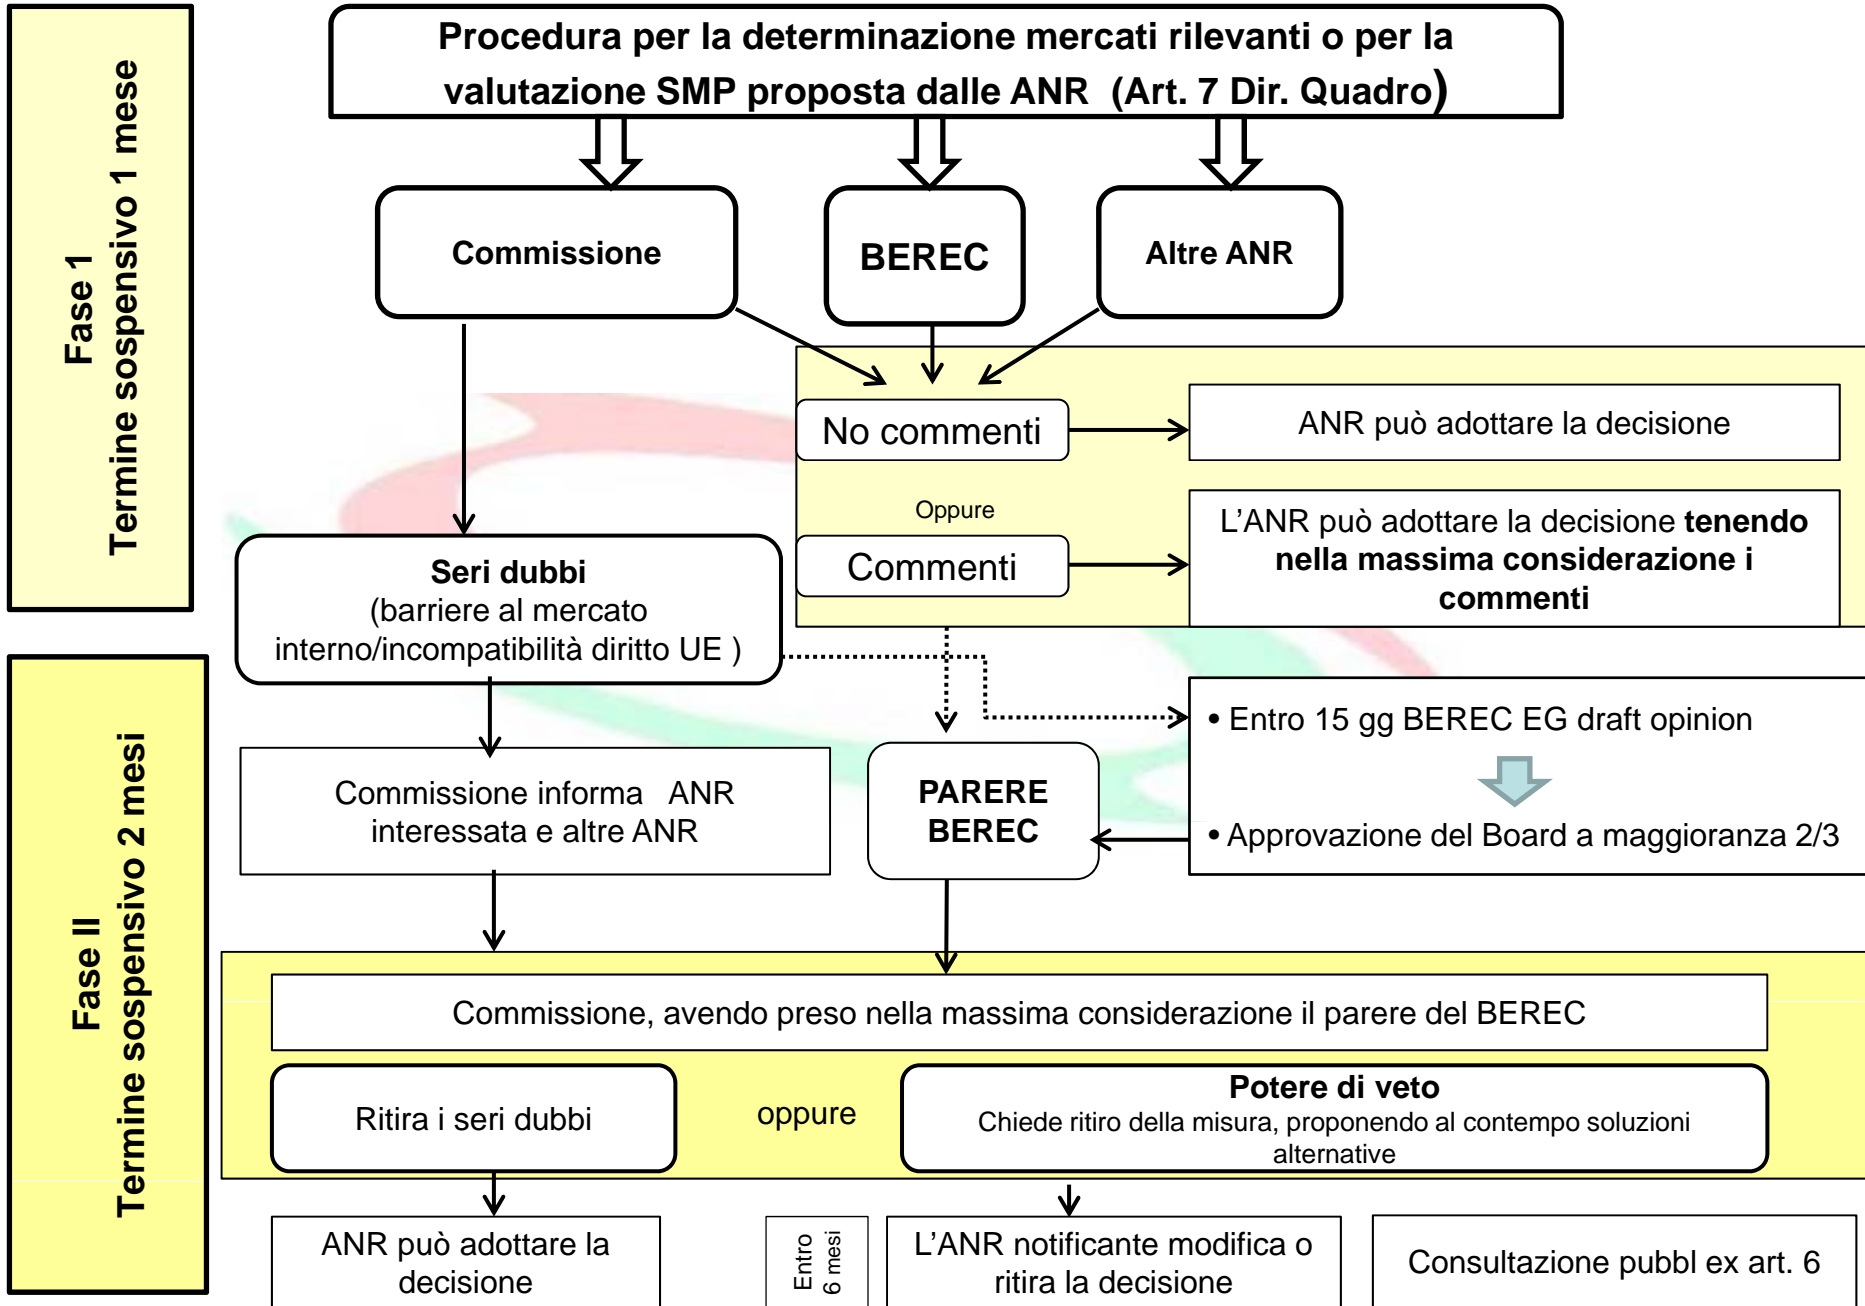 Procedura per la determinazione mercati rilevanti o per la
valutazione SMP proposta dalle ANR (Art. 7 Dir. Quadro)
Fase 1
Termine sospensivo 1 mese
Commissione
BEREC
Altre ANR
No commenti
ANR può adottare la decisione
Oppure
Commenti
L’ANR può adottare la decisione tenendo
nella massima considerazione i
commenti
Seri dubbi
(barriere al mercato
interno/incompatibilità diritto UE )
Fase II
Termine sospensivo 2 mesi
• Entro 15 gg BEREC EG draft opinion
• Approvazione del Board a maggioranza 2/3
Commissione informa ANR
interessata e altre ANR
PARERE
BEREC
Commissione, avendo preso nella massima considerazione il parere del BEREC
Ritira i seri dubbi
oppure
Potere di veto
Chiede ritiro della misura, proponendo al contempo soluzioni
alternative
ANR può adottare la
decisione
Entro
6 mesi
L’ANR notificante modifica o
ritira la decisione
Consultazione pubbl ex art. 6